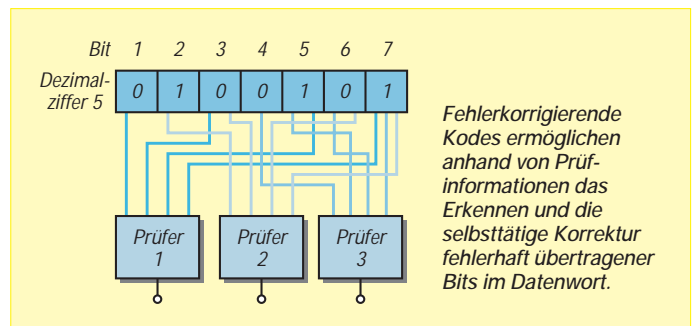 Bit 1 2 3 4 5 6 7
Dezimal-
ziffer 5
0 1 0 0 1 0 1
Prüfer
1
Prüfer
2
Prüfer
3
Fehlerkorrigierende
Kodes ermöglichen
anhand von Prüf-
informationen das
Erkennen und die
selbsttätige Korrektur
fehlerhaft übertragener
Bits im Datenwort.